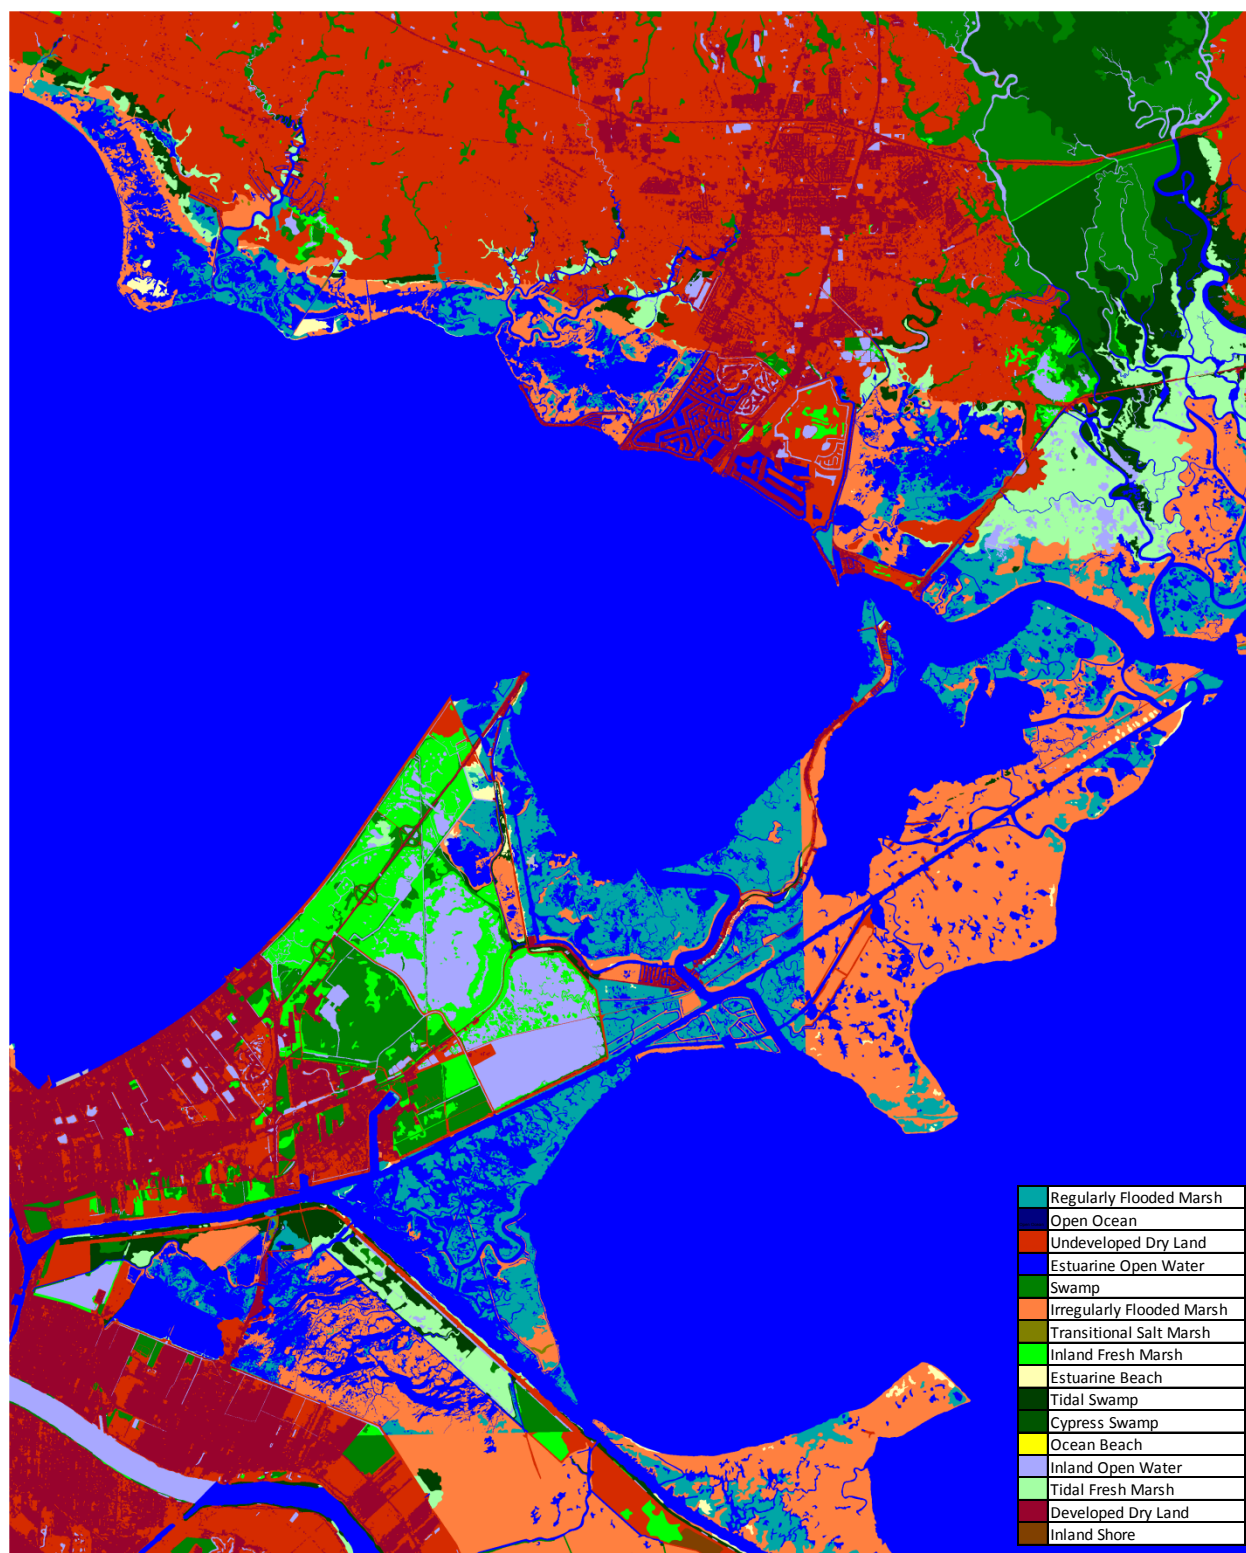 Regularly Flooded Marsh
Open Ocean
Undeveloped Dry Land
Estuarine Open Water
Swamp
Irregularly Flooded Marsh
Transitional Salt Marsh
Inland Fresh Marsh
Estuarine Beach
Tidal Swamp
Cypress Swamp
Ocean Beach
Inland Open Water
Tidal Fresh Marsh
Developed Dry Land
Inland Shore